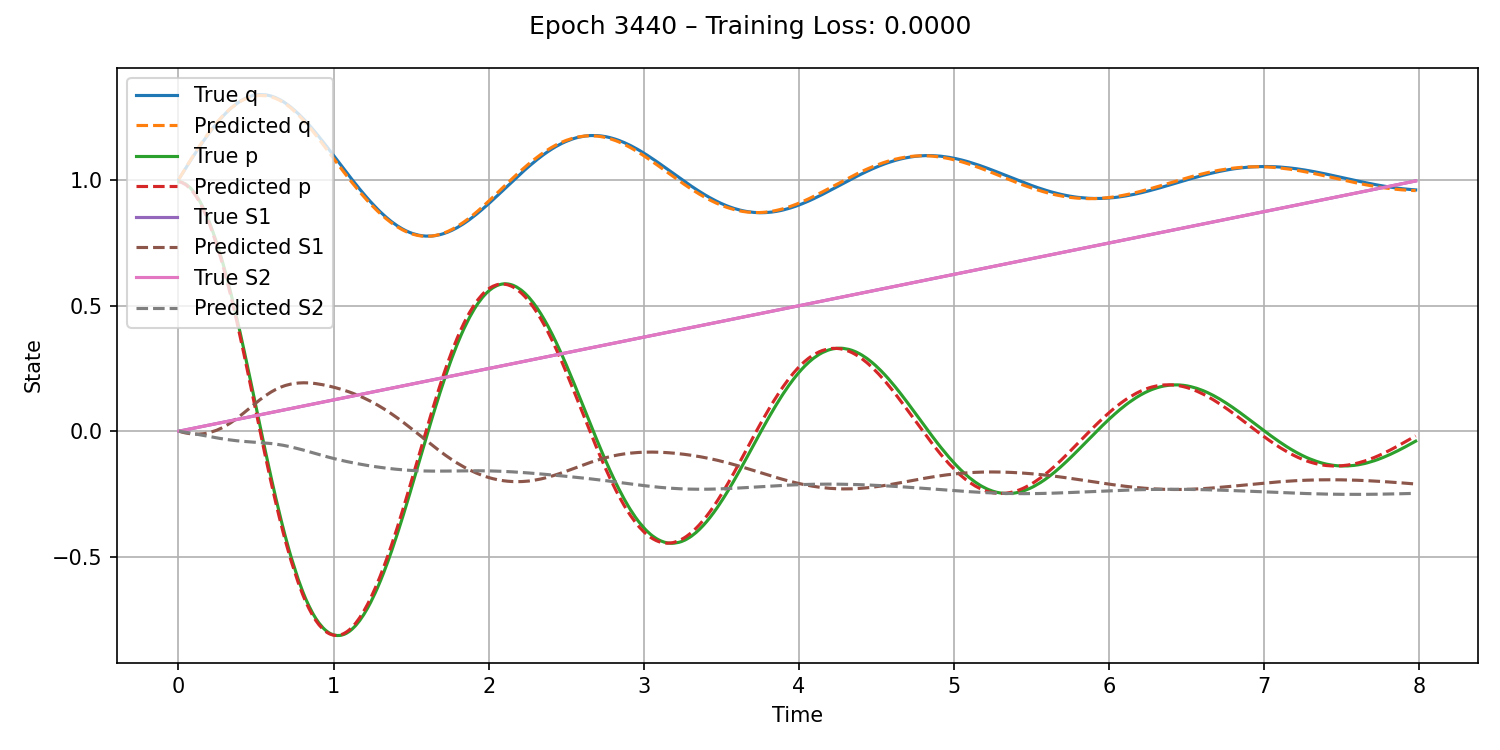 Epoch 3440 – Training Loss: 0.0000
True q
Predicted q
True p
Predicted p
True S1
Predicted S1
True S2
Predicted S2
1.0
0.5
0.0
−0.5
State
0 1 2 3 4 5 6 7 8
Time